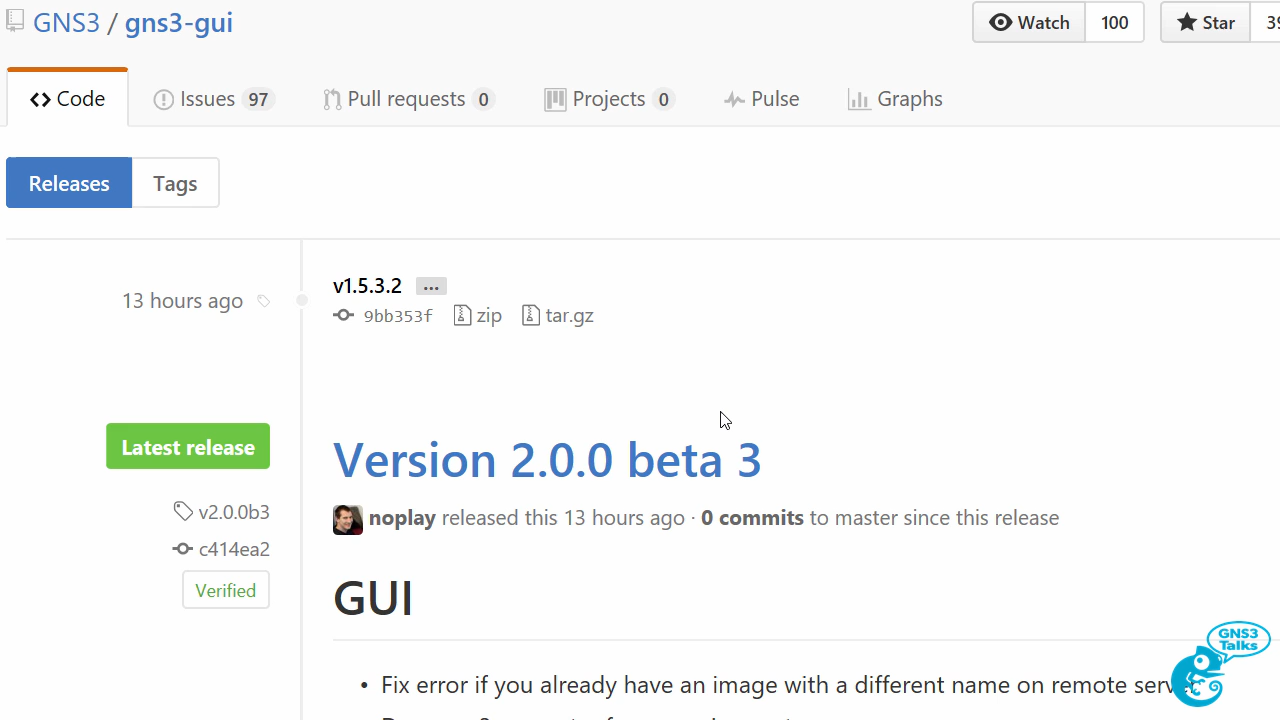 GNS3 / gns3-gui
Watch 100
Star
Code
Issues 97
Pull requests 0
Projects 0
Pulse
Graphs
Releases
Tags
13 hours ago
v1.5.3.2 ...
9bb353f zip tar.gz
Latest release
v2.0.0b3
c414ea2
Verified
Version 2.0.0 beta 3
noplay released this 13 hours ago · 0 commits to master since this release
GUI
• Fix error if you already have an image with a different name on remote
GNS3
Talks